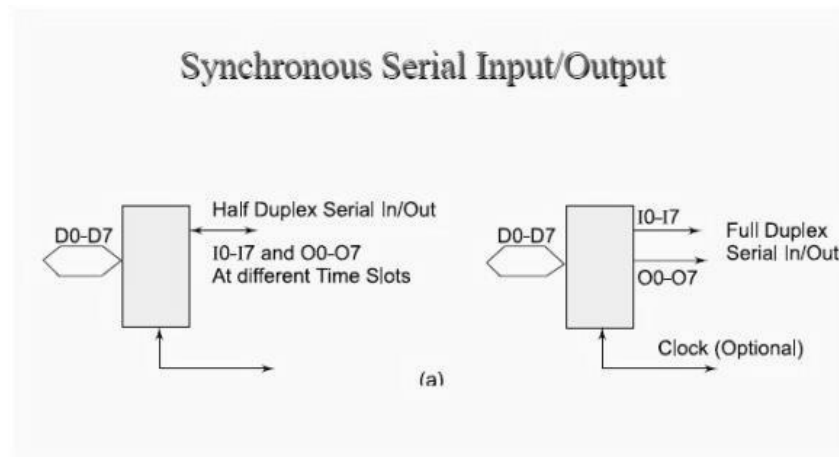 Synchronous Serial Input/Output
D0-D7
Half Duplex Serial In/Out
I0-I7 and O0-O7
At different Time Slots
D0-D7
I0-I7
Full Duplex
Serial In/Out
O0-O7
Clock (Optional)
(a)